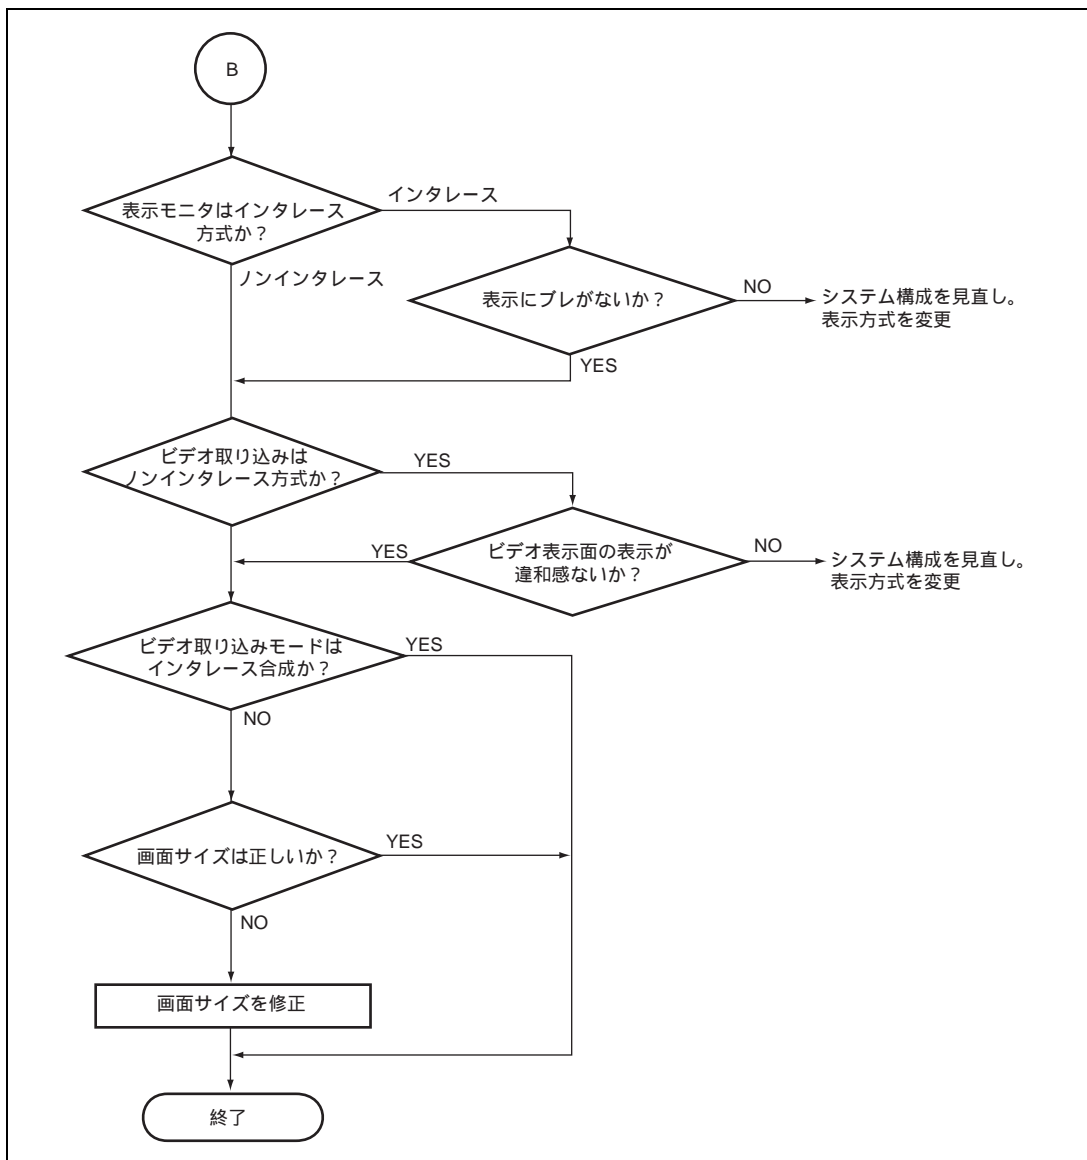 B
表示モニタはインタレース
方式か？
インタレース
ノンインタレース
表示にブレがないか？
NO
システム構成を見直し。
表示方式を変更
YES
ビデオ取り込みは
ノンインタレース方式か？
YES
ビデオ表示面の表示が
違和感ないか？
YES
NO
システム構成を見直し。
表示方式を変更
ビデオ取り込みモードは
インタレース合成か？
YES
NO
画面サイズは正しいか？
YES
NO
画面サイズを修正
終了